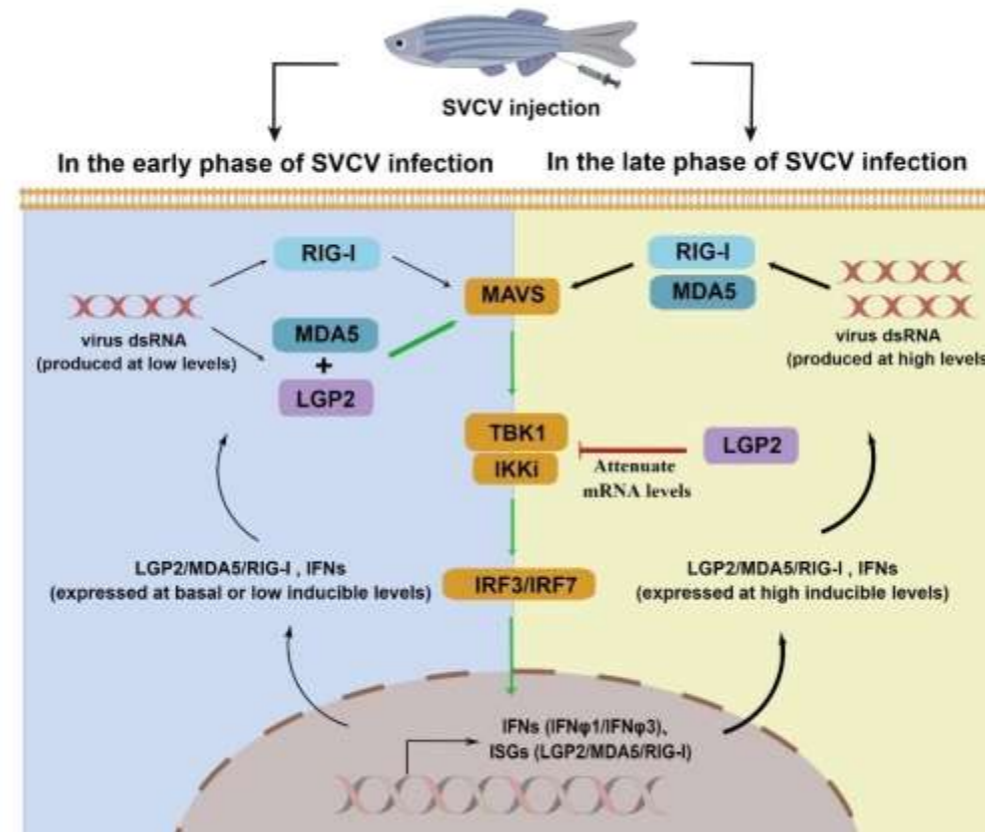 SVCV injection
In the early phase of SVCV infection
In the late phase of SVCV infection
RIG-I
MAVS
RIG-I
MDA5
virus dsRNA
(produced at low levels)
MDA5
+
LGP2
virus dsRNA
(produced at high levels
TBK1
IKKi
Attenuate
mRNA levels
LGP2
LGP2/MDA5/RIG-I , IFNs
(expressed at basal or low inducible levels)
IRF3/IRF7
LGP2/MDA5/RIG-I , IFNs
(expressed at high inducible levels)
IFNs (IFNφ1/IFNφ3)、
ISGs (LGP2/MDA5/RIG-I)